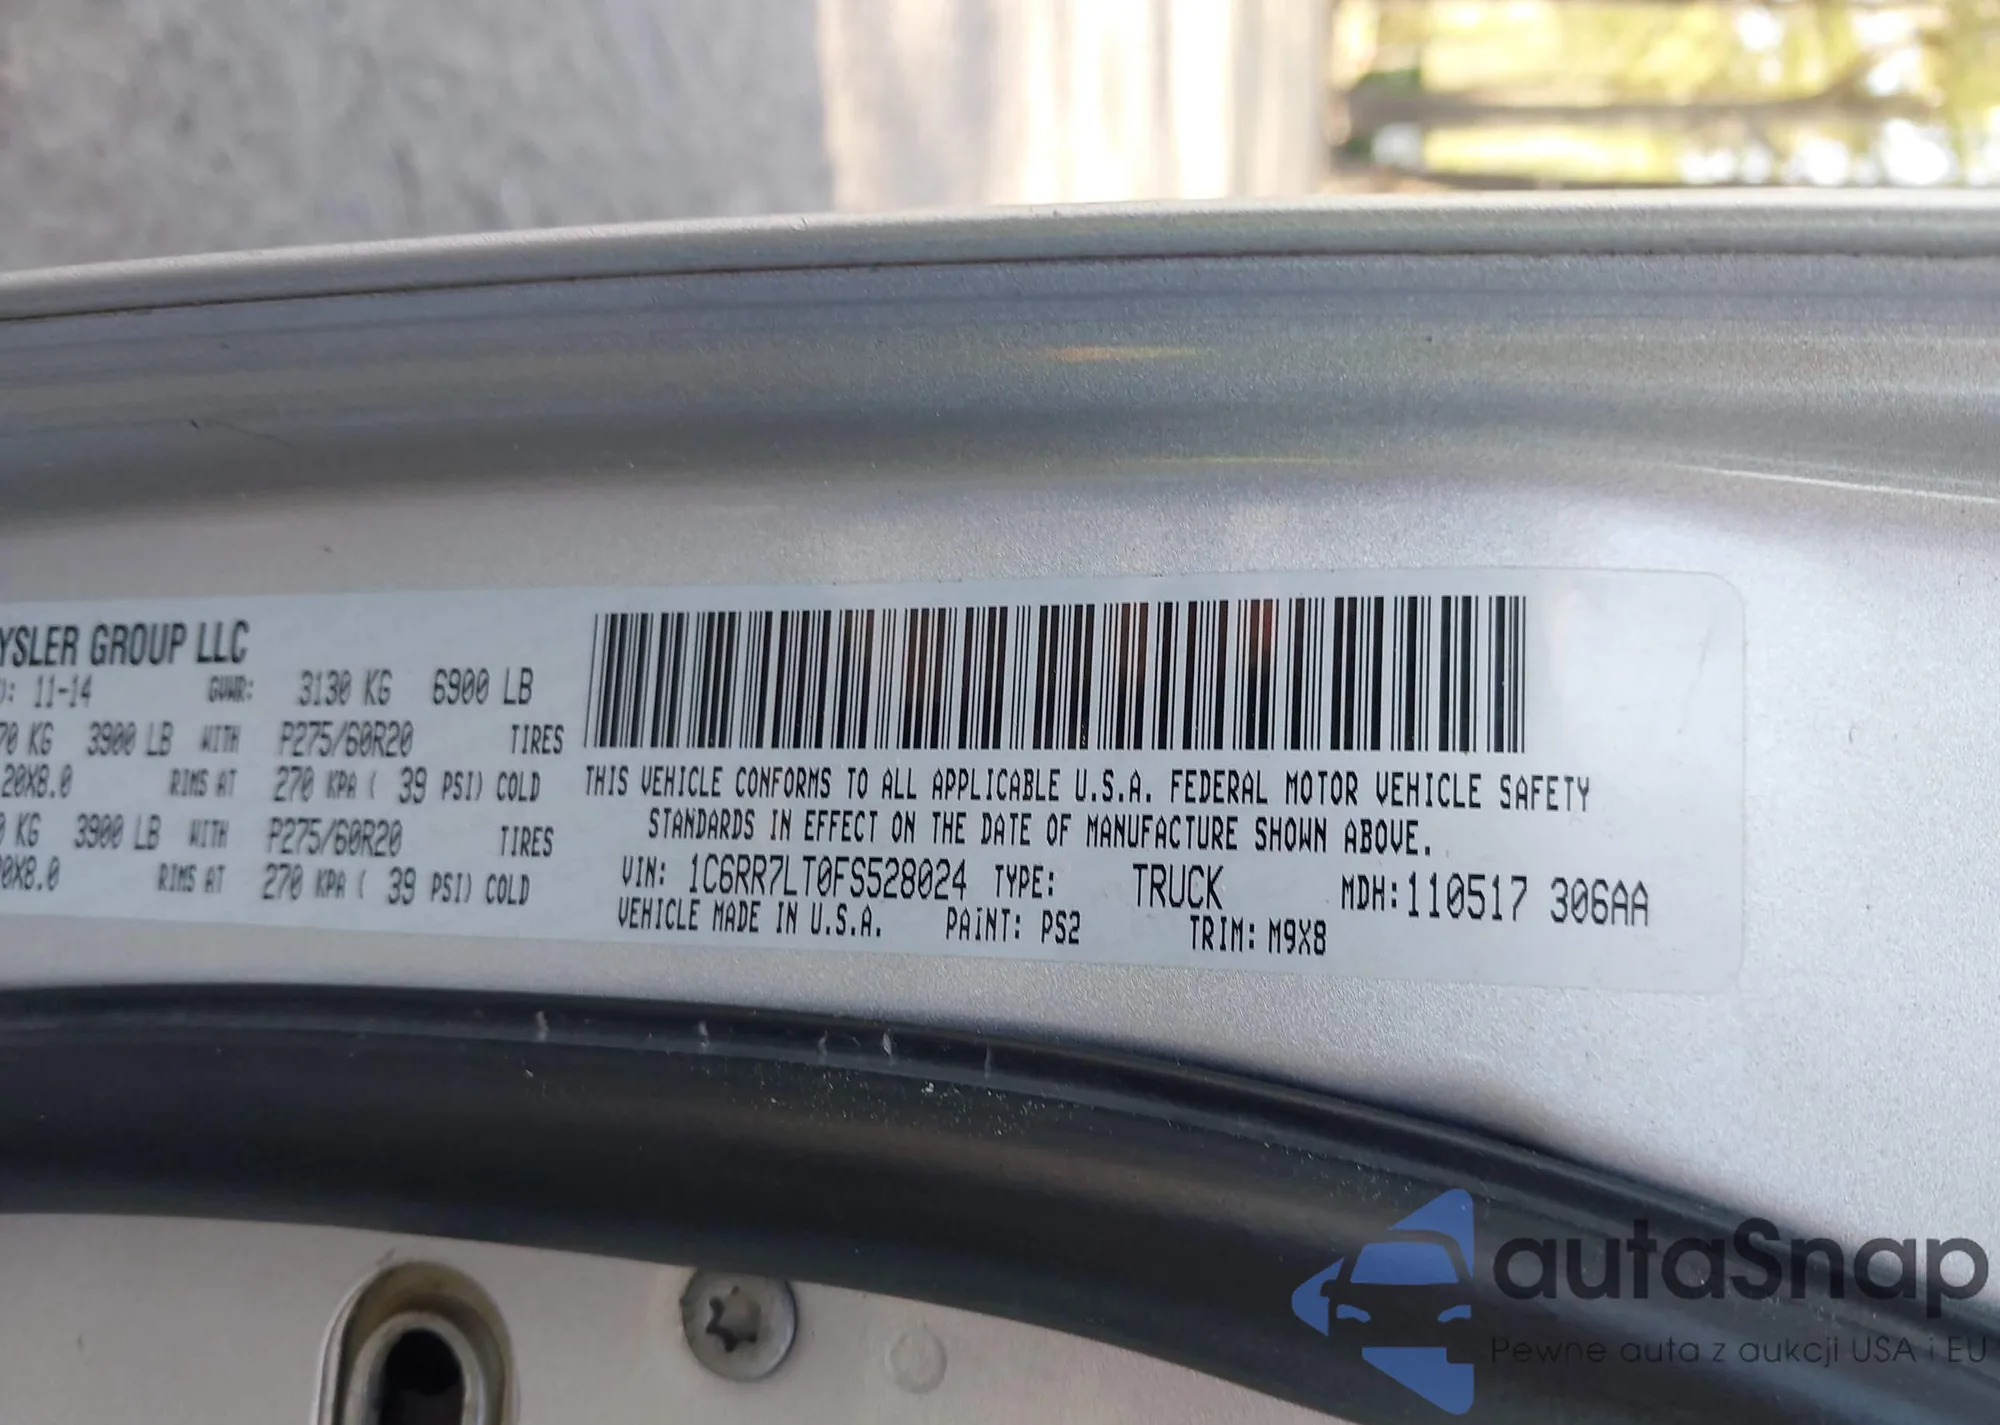 YSLER GROUP LLC
: 11-14 GVWR: 3130 KG 6900 LB
70 KG 3900 LB WITH P275/60R20 TIRES
20X8.0 RIMS AT 270 KPA ( 39 PSI) COLD
0 KG 3900 LB WITH P275/60R20 TIRES
0X8.0 RIMS AT 270 KPA ( 39 PSI) COLD
THIS VEHICLE CONFORMS TO ALL APPLICABLE U.S.A. FEDERAL MOTOR VEHICLE SAFETY
STANDARDS IN EFFECT ON THE DATE OF MANUFACTURE SHOWN ABOVE.
VIN: 1C6RR7LT0FS528024 TYPE: TRUCK MDH: 110517 306AA
VEHICLE MADE IN U.S.A. PAINT: PS2 TRIM: M9X8
autaSnap
Pewne auta z aukcji USA i EU